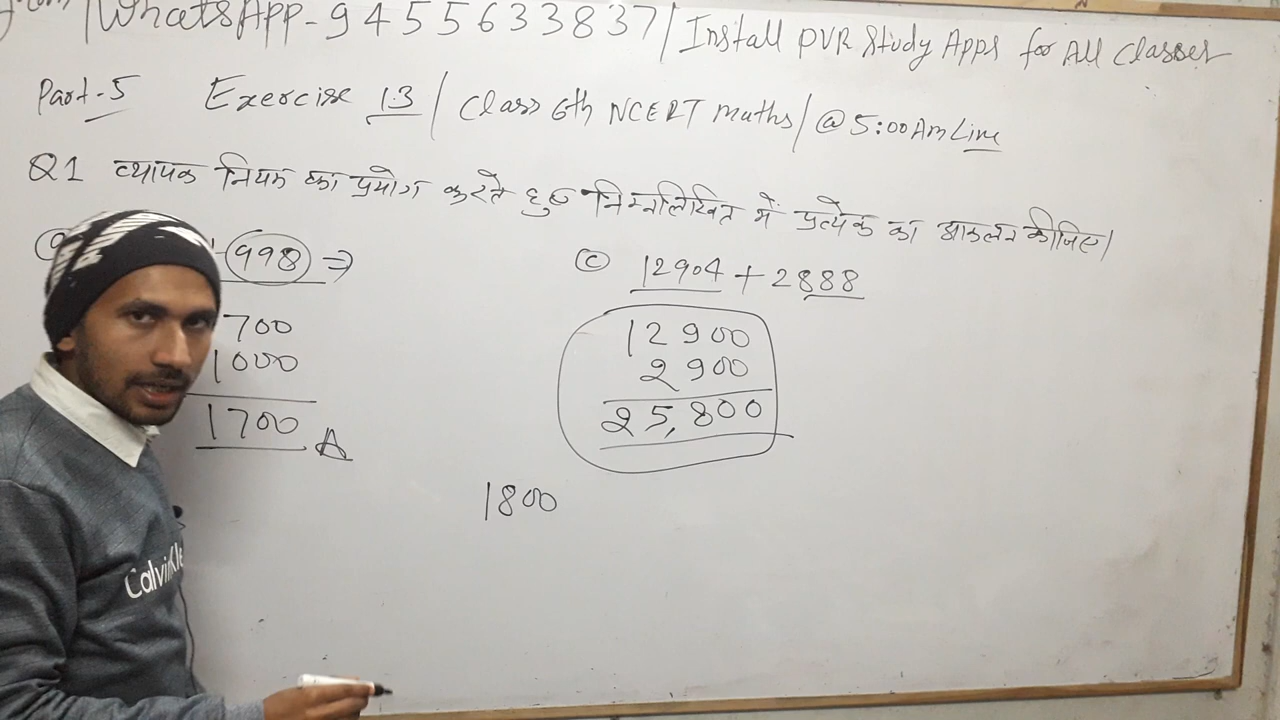 WhatsApp-9455633837/Install PVR Study Apps for All Classes
Part-5 Exercise 1.3/Class 6th NCERT maths/@5:00AmLive
Q1 व्यापक नियम का प्रयोग करते हुए निम्नलिखित में प्रत्येक का आकलन कीजिए।
998 ⇒
700
1000
1700 A
C 12904 + 2888
12900
2900
25,800
1800
Calvin Kle